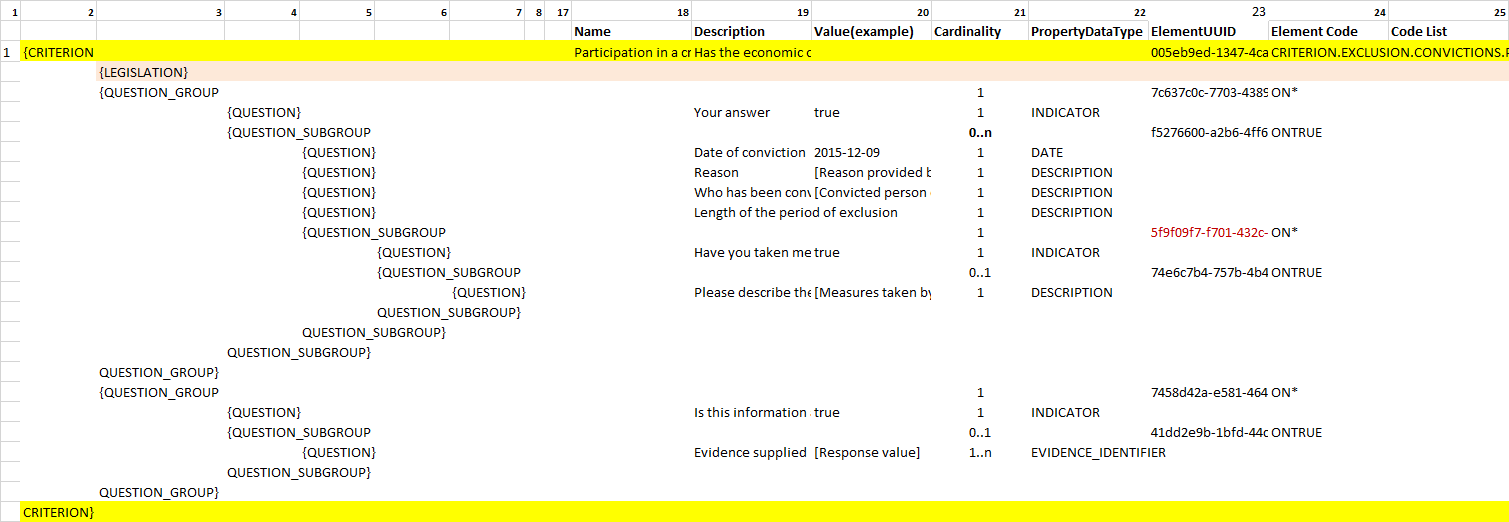 1 2 3 4 5 6 7 8 17 18 19 20 21 22 23 24 25
Name Description Value(example) Cardinality PropertyDataType ElementUUID Element Code Code List
1 {CRITERION Participation in a cr Has the economic c 005eb9ed-1347-4ca CRITERION.EXCLUSION.CONVICTIONS.P
{LEGISLATION}
{QUESTION_GROUP 1 7c637c0c-7703-4389 ON*
{QUESTION} Your answer true 1 INDICATOR
{QUESTION_SUBGROUP 0..n f5276600-a2b6-4ff6 ONTRUE
{QUESTION} Date of conviction 2015-12-09 1 DATE
{QUESTION} Reason [Reason provided b 1 DESCRIPTION
{QUESTION} Who has been conv [Convicted person 1 DESCRIPTION
{QUESTION} Length of the period of exclusion 1 DESCRIPTION
{QUESTION_SUBGROUP 1 5f9f09f7-f701-432c- ON*
{QUESTION} Have you taken me true 1 INDICATOR
{QUESTION_SUBGROUP 0..1 74e6c7b4-757b-4b4 ONTRUE
{QUESTION} Please describe the [Measures taken by 1 DESCRIPTION
QUESTION_SUBGROUP}
QUESTION_SUBGROUP}
QUESTION_SUBGROUP}
QUESTION_GROUP}
{QUESTION_GROUP 1 7458d42a-e581-464 ON*
{QUESTION} Is this information true 1 INDICATOR
{QUESTION_SUBGROUP 0..1 41dd2e9b-1bfd-44c ONTRUE
{QUESTION} Evidence supplied [Response value] 1..n EVIDENCE_IDENTIFIER
QUESTION_SUBGROUP}
QUESTION_GROUP}
CRITERION}